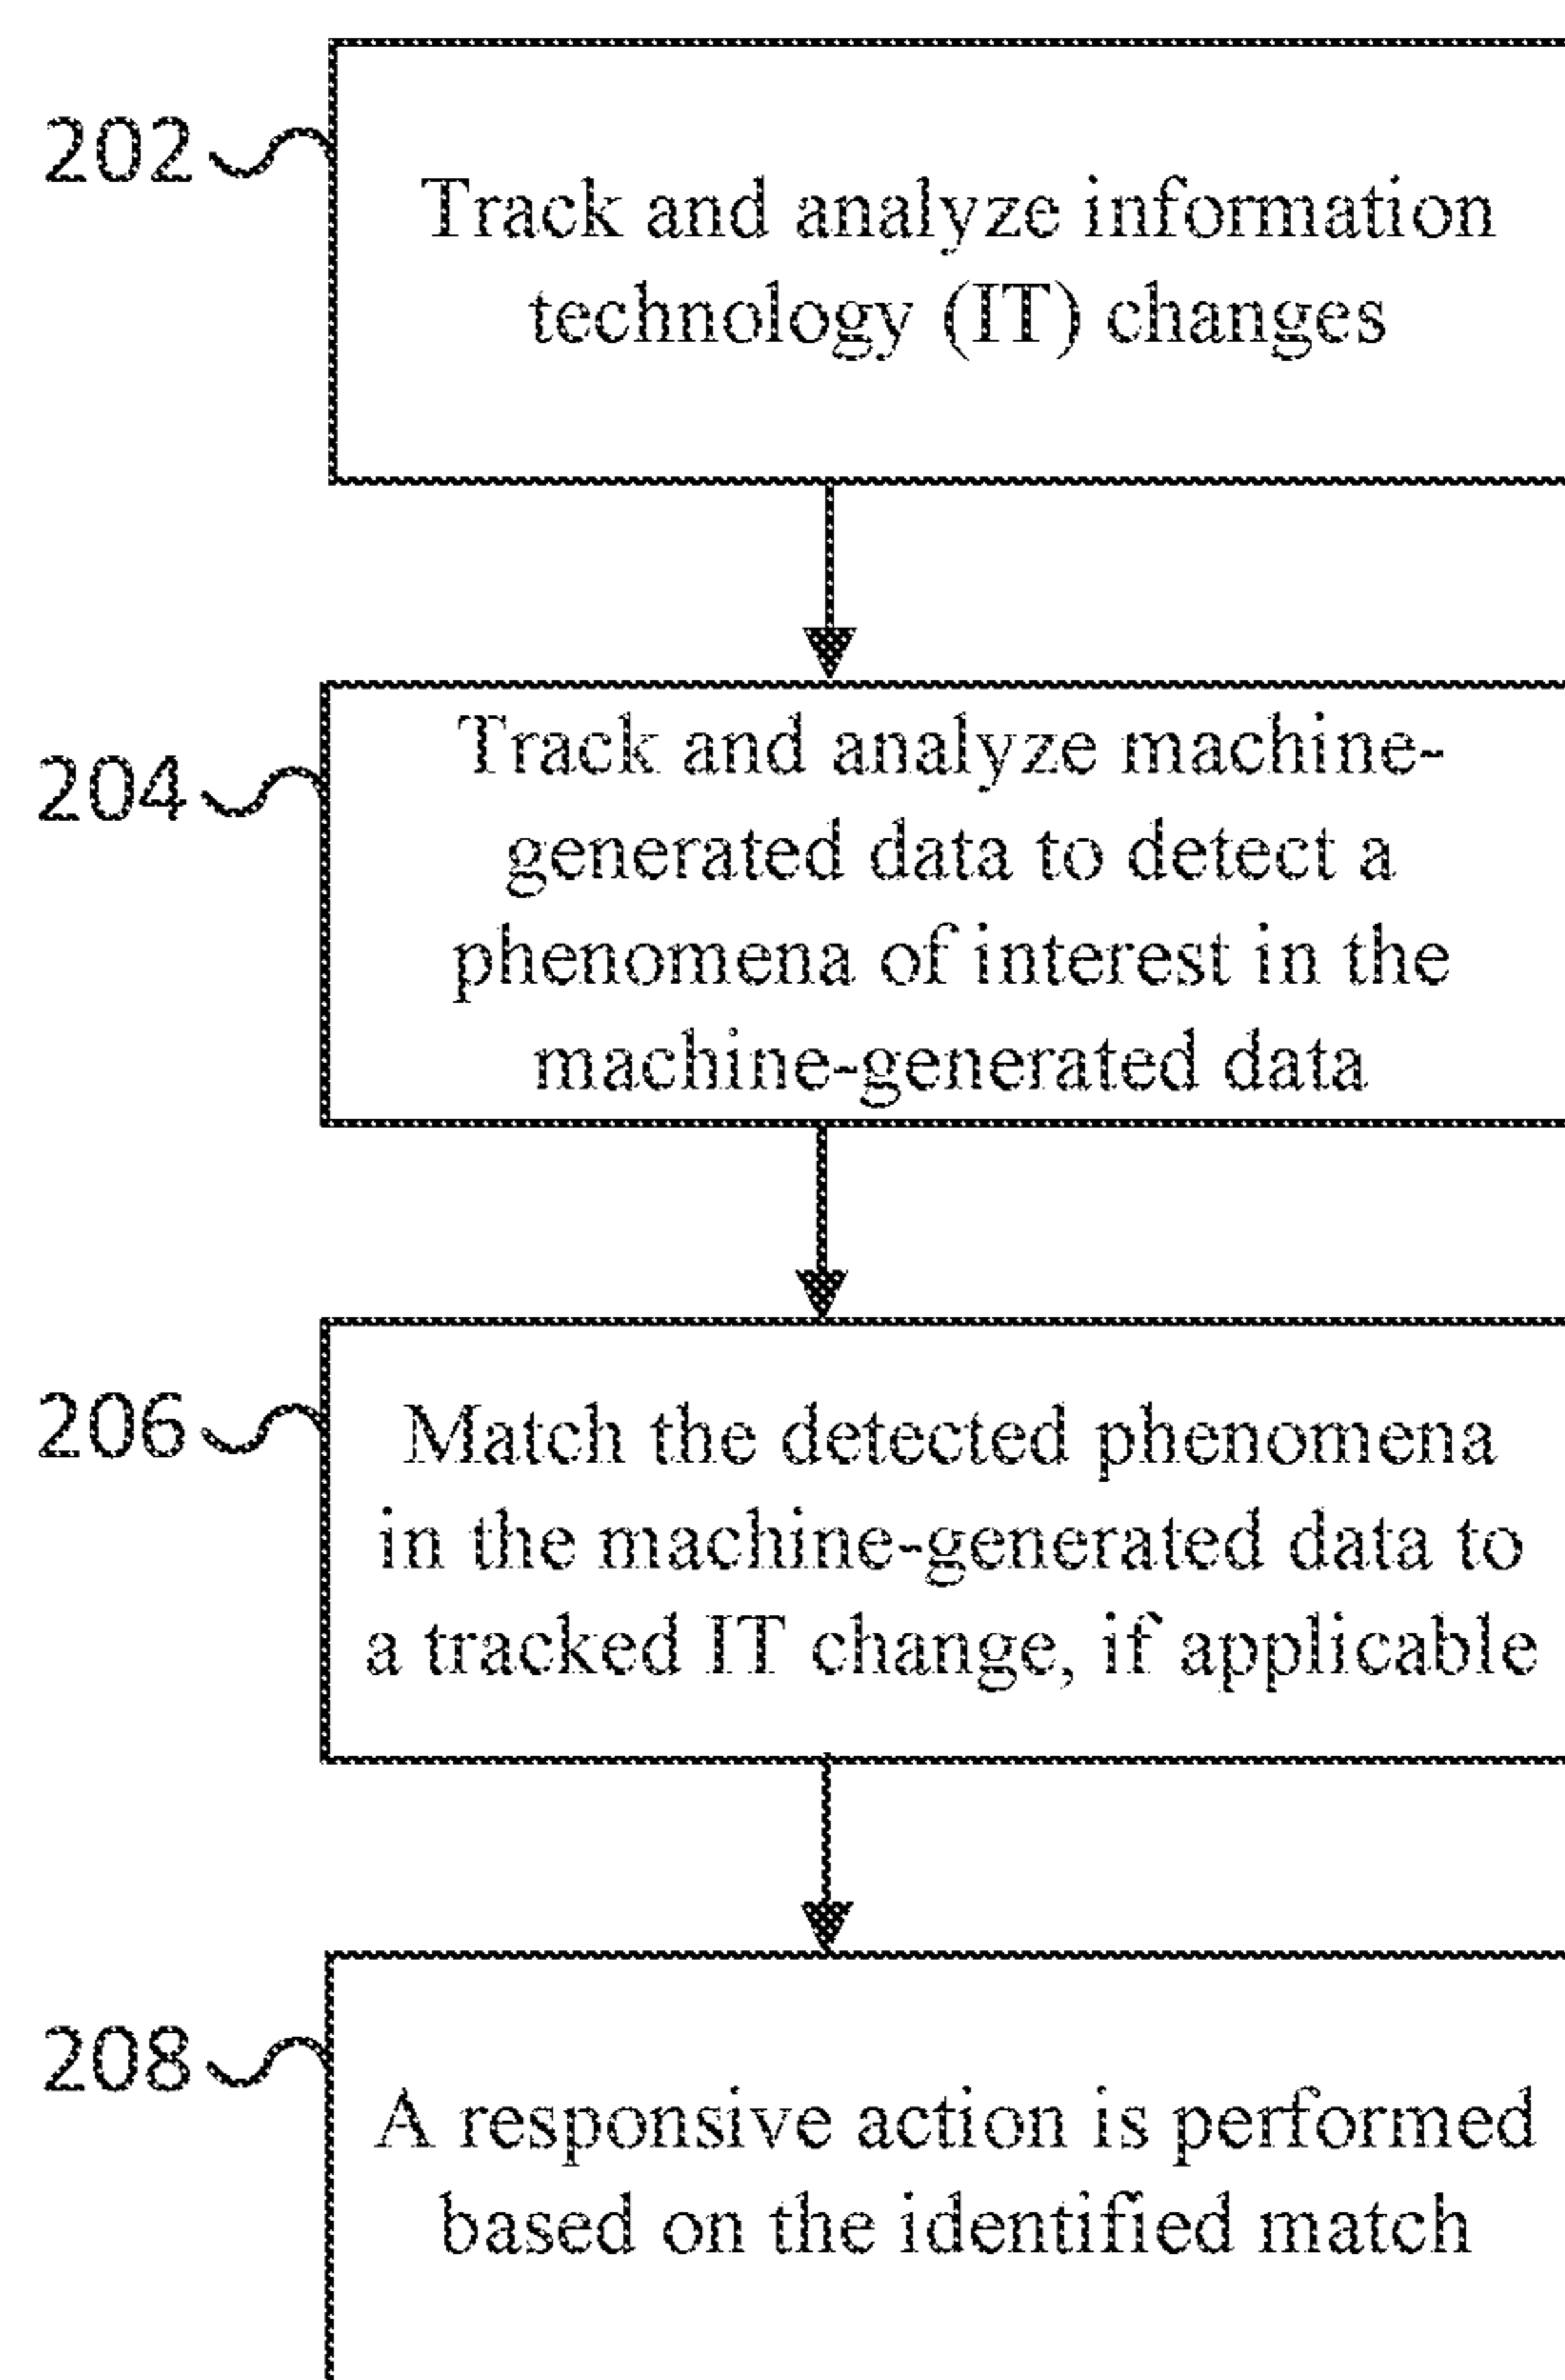 202
Track and analyze information
technology (IT) changes
204
Track and analyze machine-
generated data to detect a
phenomena of interest in the
machine-generated data
206
Match the detected phenomena
in the machine-generated data to
a tracked IT change, if applicable
208
A responsive action is performed
based on the identified match